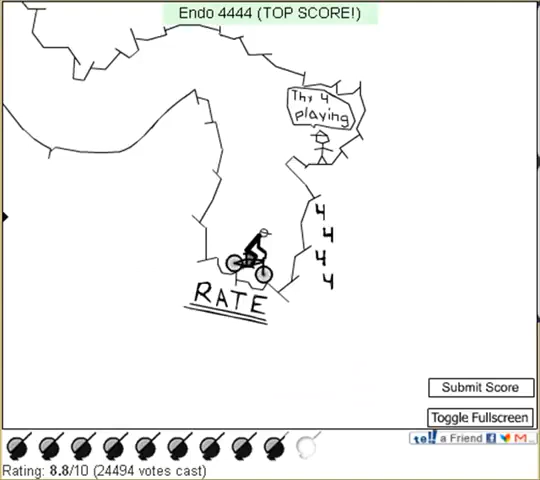 Endo 4444 (TOP SCORE!)
Thx 4
playing
4
4
4
4
RATE
Submit Score
Toggle Fullscreen
tell a Friend
Rating: 8.8/10 (24494 votes cast)